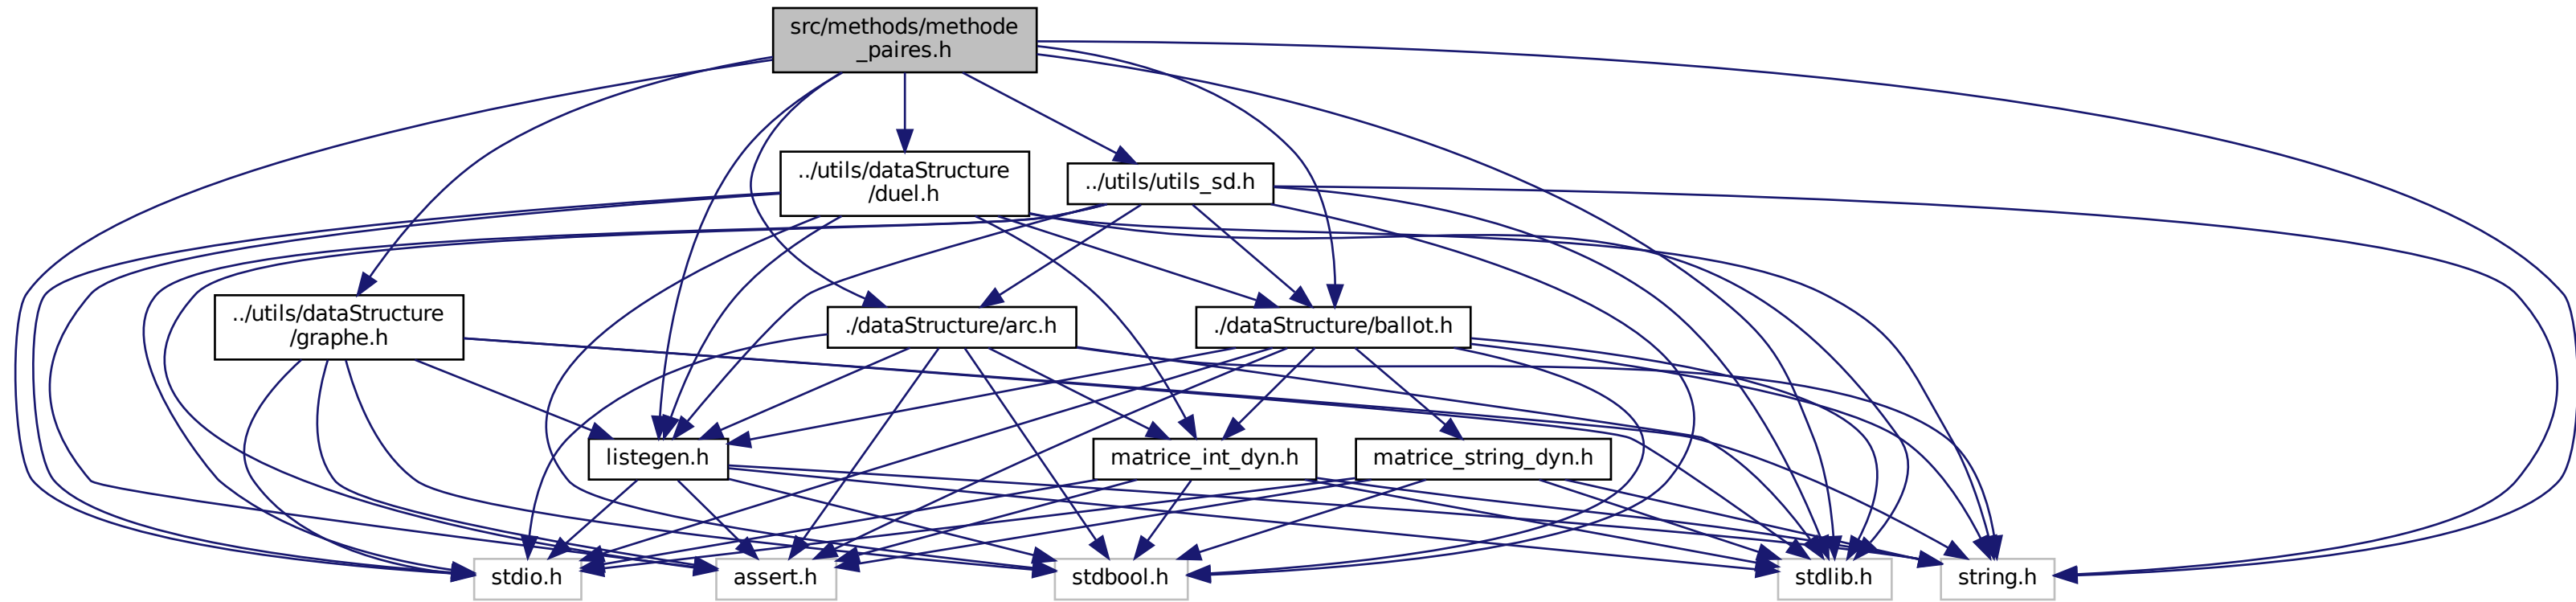 src/methods/methode
_paires.h
../utils/dataStructure
/duel.h
../utils/utils_sd.h
../utils/dataStructure
/graphe.h
./dataStructure/arc.h
./dataStructure/ballot.h
listegen.h
matrice_int_dyn.h
matrice_string_dyn.h
stdio.h
assert.h
stdbool.h
stdlib.h
string.h